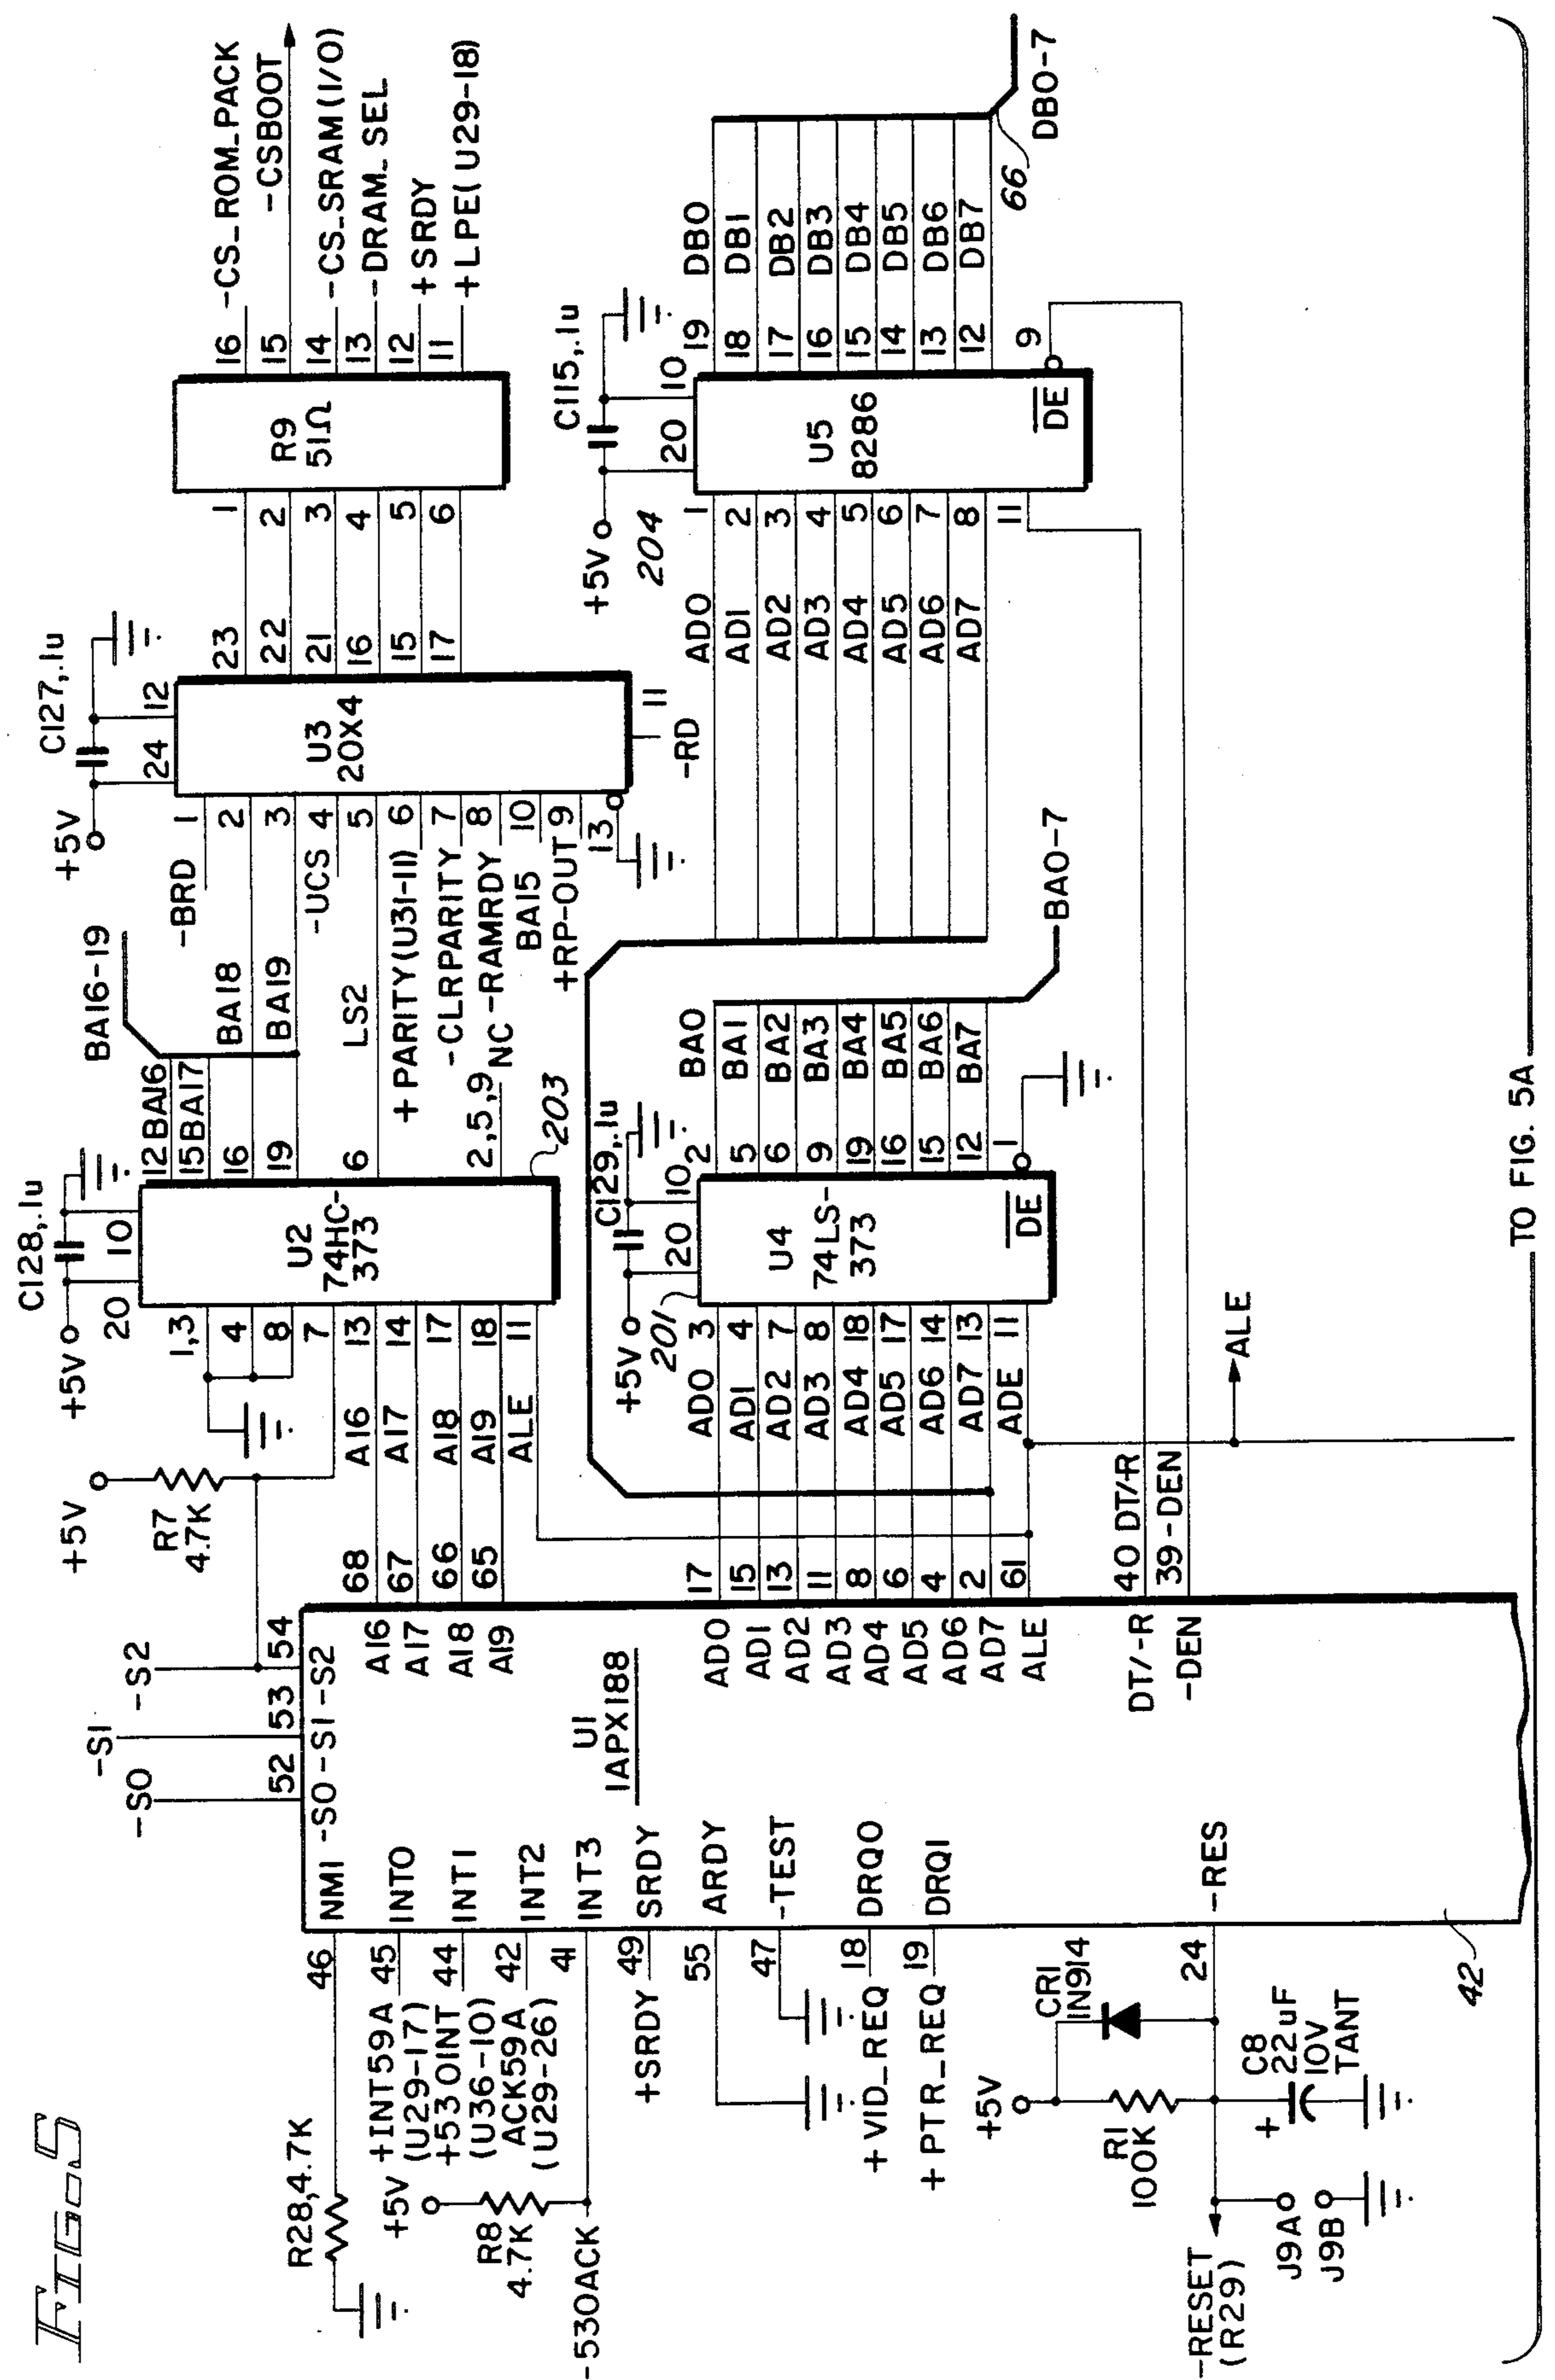 FIG-5
-S0
-S1
-S2
52
53
54
-S0
-S1
-S2
46
NMI
R28,4.7K
+5V
+INT59A
45
INT0
(U29-17)
+530INT
44
INT1
(U36-10)
ACK59A
42
INT2
(U29-26)
R8
4.7K
41
INT3
-530ACK
+SRDY
49
SRDY
55
ARDY
47
-TEST
+VID_REQ
18
DRQ0
+PTR_REQ
19
DRQ1
+5V
CR1
IN914
R1
100K
24
-RES
+
C8
22uF
10V
TANT
-RESET
(R29)
J9A
J9B
42
U1
IAPX188
A16
68
A16
A17
67
A17
A18
66
A18
A19
65
A19
ALE
AD0
17
AD0
3
AD1
15
AD1
4
AD2
13
AD2
7
AD3
11
AD3
8
AD4
8
AD4
18
AD5
6
AD5
17
AD6
4
AD6
14
AD7
2
AD7
13
ALE
61
ADE
11
DT/-R
40 DT/-R
-DEN
39-DEN
ALE
+5V
R7
4.7K
+5V
C128,.1u
20
10
1,3
4
8
7
13
14
17
18
11
U2
74HC-
373
12BA16
15BA17
16
BA18
19
BA19
6
LS2
2,5,9
NC
203
BA16-19
+5V
C129,.1u
201
20
10
U4
74LS-
373
DE
2
BA0
5
BA1
6
BA2
9
BA3
19
BA4
16
BA5
15
BA6
12
BA7
1
BA0-7
+5V
C127,.1u
24
12
-BRD
1
2
3
-UCS
4
5
+PARITY(U31-11)
6
-CLRPARITY
7
-RAMRDY
8
BA15
10
+RP-OUT
9
13
U3
20X4
11
-RD
23
1
22
2
21
3
16
4
15
5
17
6
R9
51Ω
16
-CS_ROM_PACK
15
-CSBOOT
14
-CS_SRAM(I/O)
13
-DRAM_SEL
12
+SRDY
11
+LPE(U29-18)
+5V
C115,.1u
204
20
10
AD0
1
AD1
2
AD2
3
AD3
4
AD4
5
AD5
6
AD6
7
AD7
8
11
U5
8286
DE
19
DB0
18
DB1
17
DB2
16
DB3
15
DB4
14
DB5
13
DB6
12
DB7
9
66
DB0-7
TO FIG. 5A